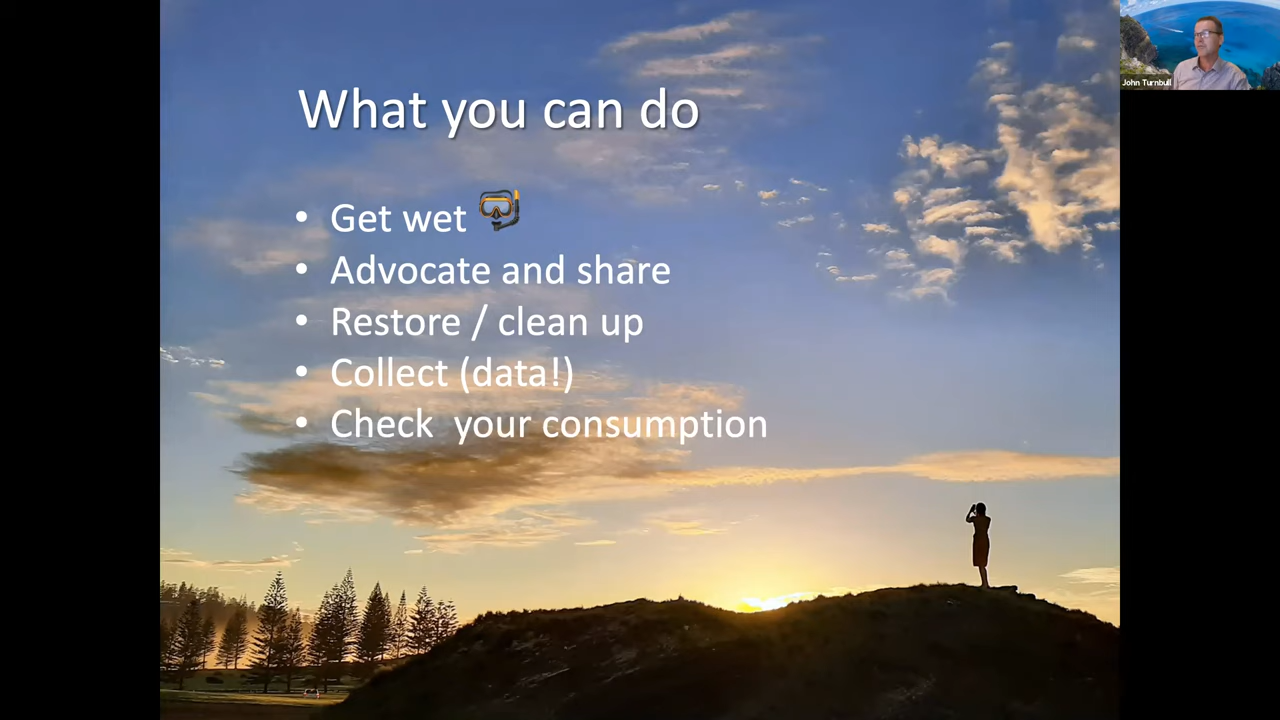 What you can do
• Get wet
• Advocate and share
• Restore / clean up
• Collect (data!)
• Check  your consumption
John Turnbull